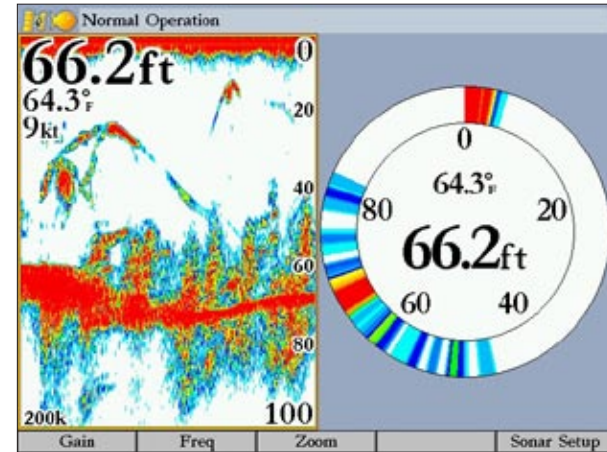 Normal Operation
66.2ft
64.3°F
9kt
0
20
40
60
80
100
200k
0
20
40
60
80
64.3°F
66.2ft
Gain
Freq
Zoom
Sonar Setup